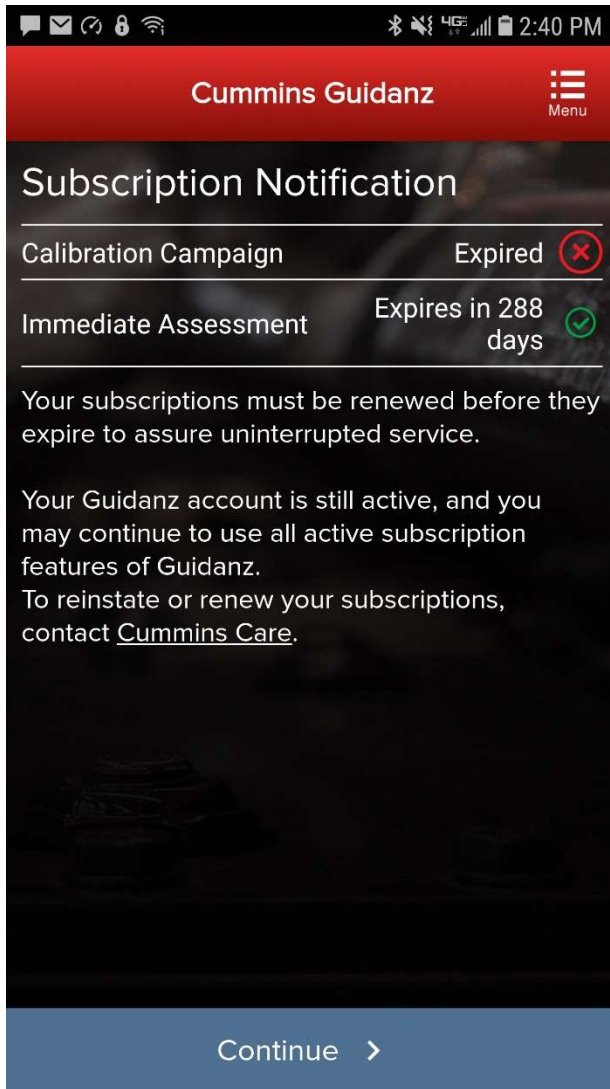 4GE 2:40 PM
Cummins Guidanz
Menu
Subscription Notification
Calibration Campaign Expired
Immediate Assessment Expires in 288
days
Your subscriptions must be renewed before they
expire to assure uninterrupted service.
Your Guidanz account is still active, and you
may continue to use all active subscription
features of Guidanz.
To reinstate or renew your subscriptions,
contact Cummins Care.
Continue